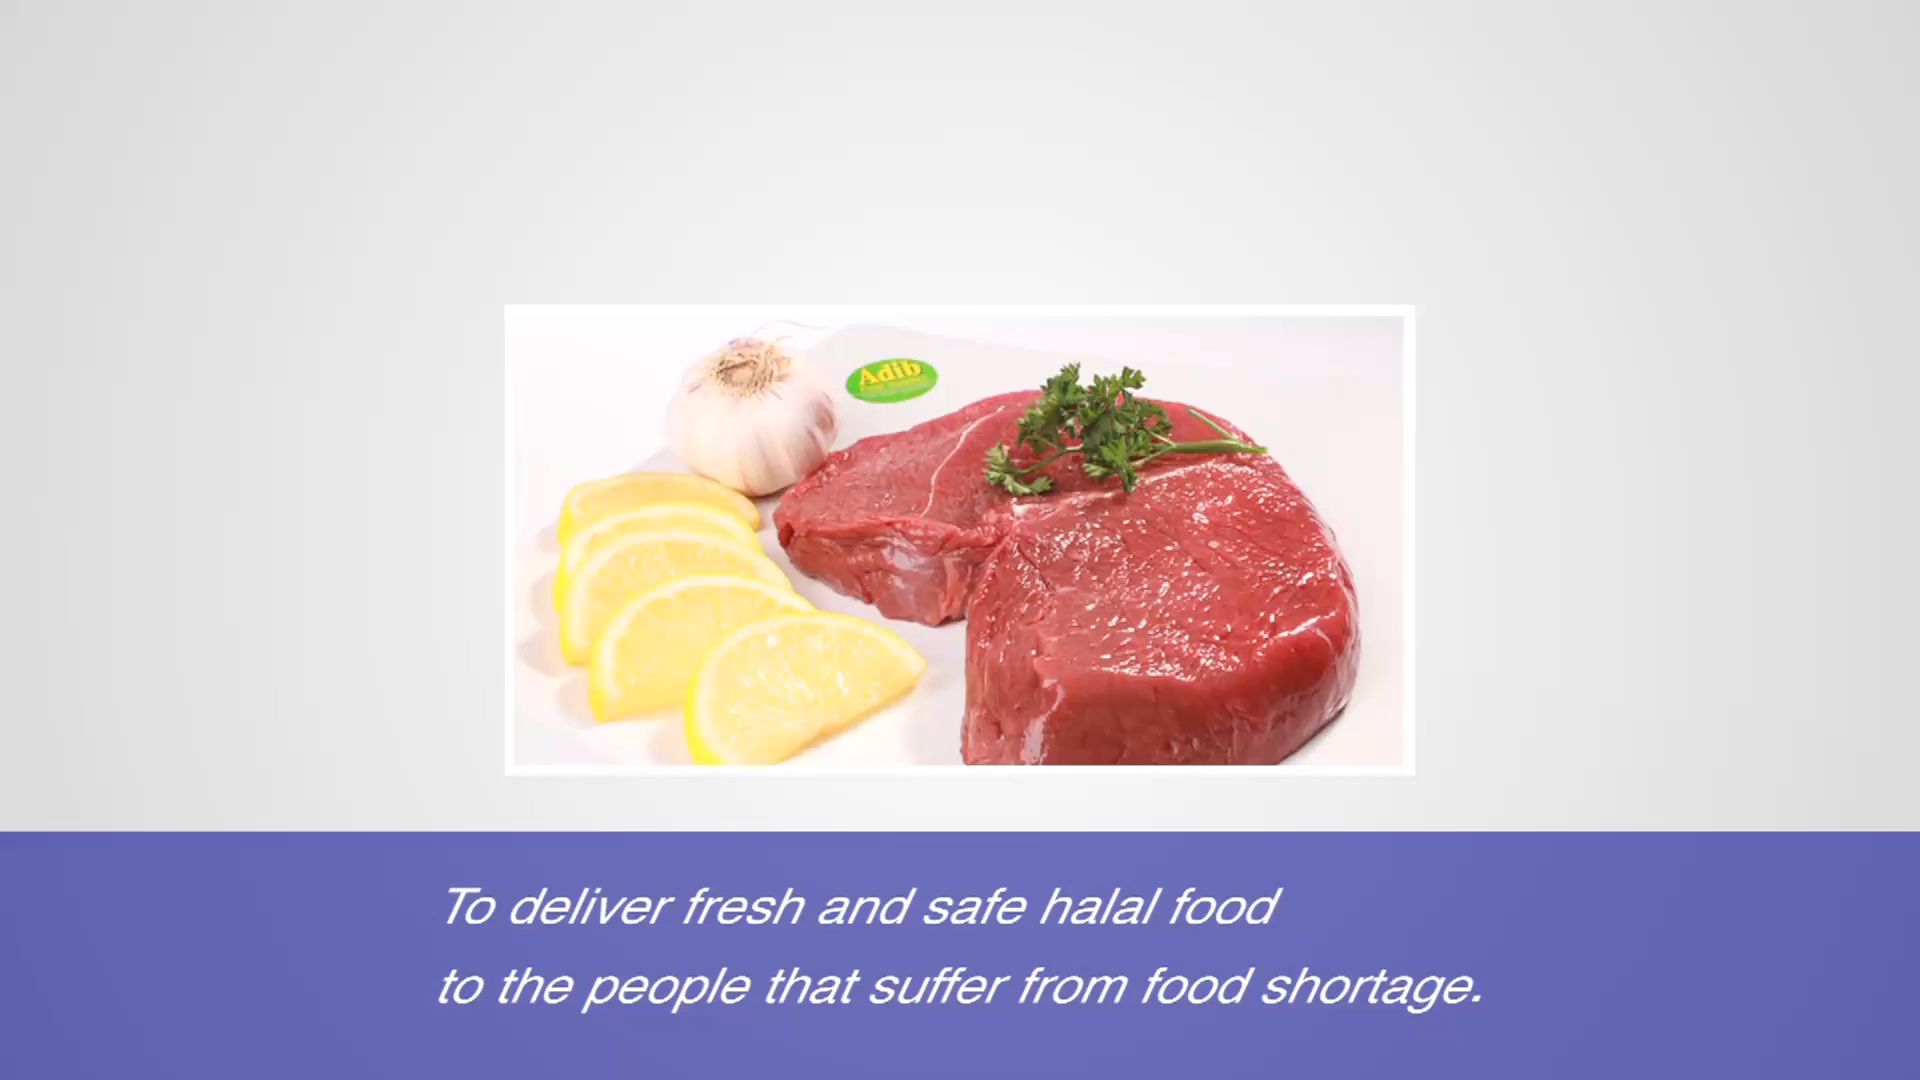 Adib
To deliver fresh and safe halal food
to the people that suffer from food shortage.